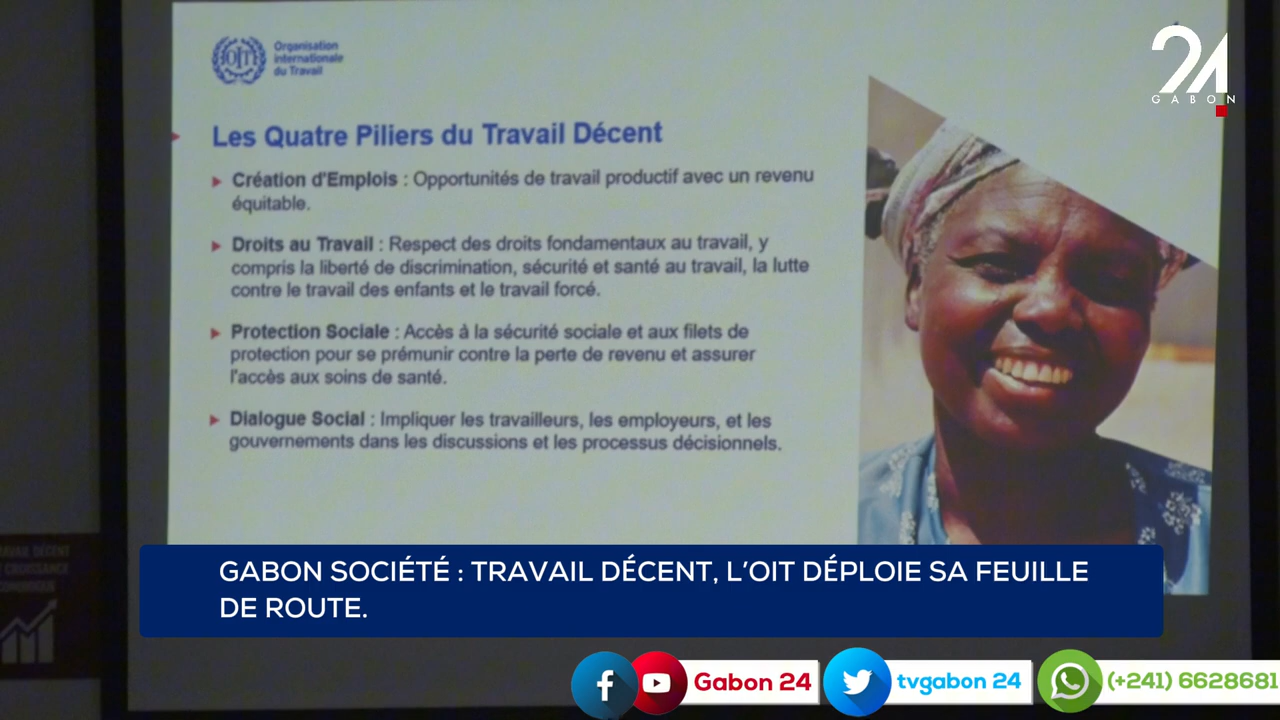 24
GABON
OIT
Organisation
internationale
du Travail
Les Quatre Piliers du Travail Décent
Création d'Emplois : Opportunités de travail productif avec un revenu
équitable.
Droits au Travail : Respect des droits fondamentaux au travail, y
compris la liberté de discrimination, sécurité et santé au travail, la lutte
contre le travail des enfants et le travail forcé.
Protection Sociale : Accès à la sécurité sociale et aux filets de
protection pour se prémunir contre la perte de revenu et assurer
l'accès aux soins de santé.
Dialogue Social : Impliquer les travailleurs, les employeurs, et les
gouvernements dans les discussions et les processus décisionnels.
TRAVAIL DÉCENT
CROISSANCE
GABON SOCIÉTÉ : TRAVAIL DÉCENT, L'OIT DÉPLOIE SA FEUILLE
DE ROUTE.
Gabon 24
tvgabon 24
(+241) 6628681